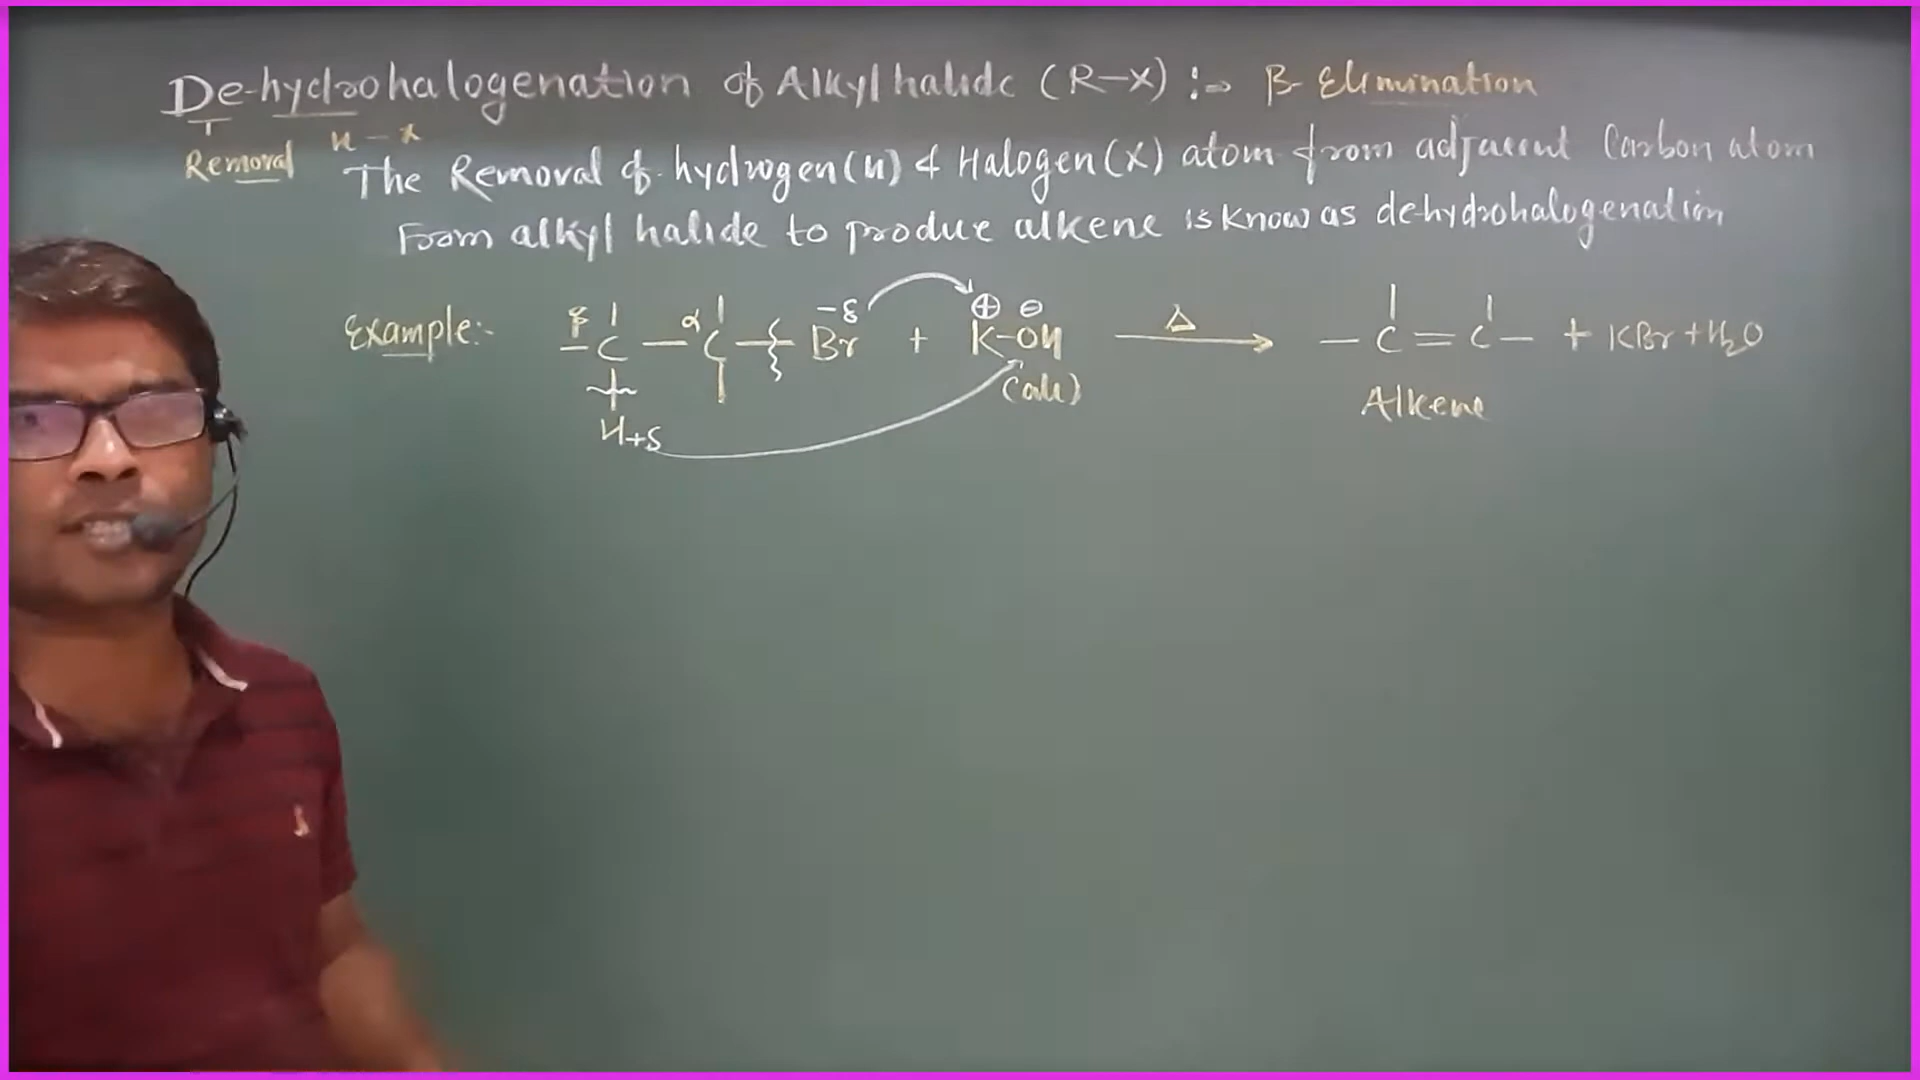 De-hydrohalogenation of Alkyl halide (R-X) :→ β-Elimination
Removal H-X
The Removal of hydrogen(H) & Halogen(X) atom from adjacent Carbon atom
From alkyl halide to produce alkene is know as dehydrohalogenation
Example:- β C - α C - Br -δ + K-OH ⊕ ⊖ Δ → - C = C - + KBr + H₂O
H+δ (alc) Alkene